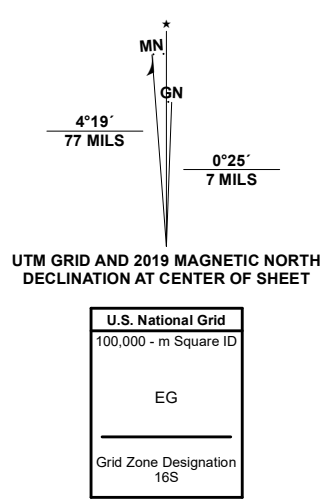 MN
GN
4°19´
77 MILS
0°25´
7 MILS
UTM GRID AND 2019 MAGNETIC NORTH
DECLINATION AT CENTER OF SHEET
U.S. National Grid
100,000 - m Square ID
EG
Grid Zone Designation
16S